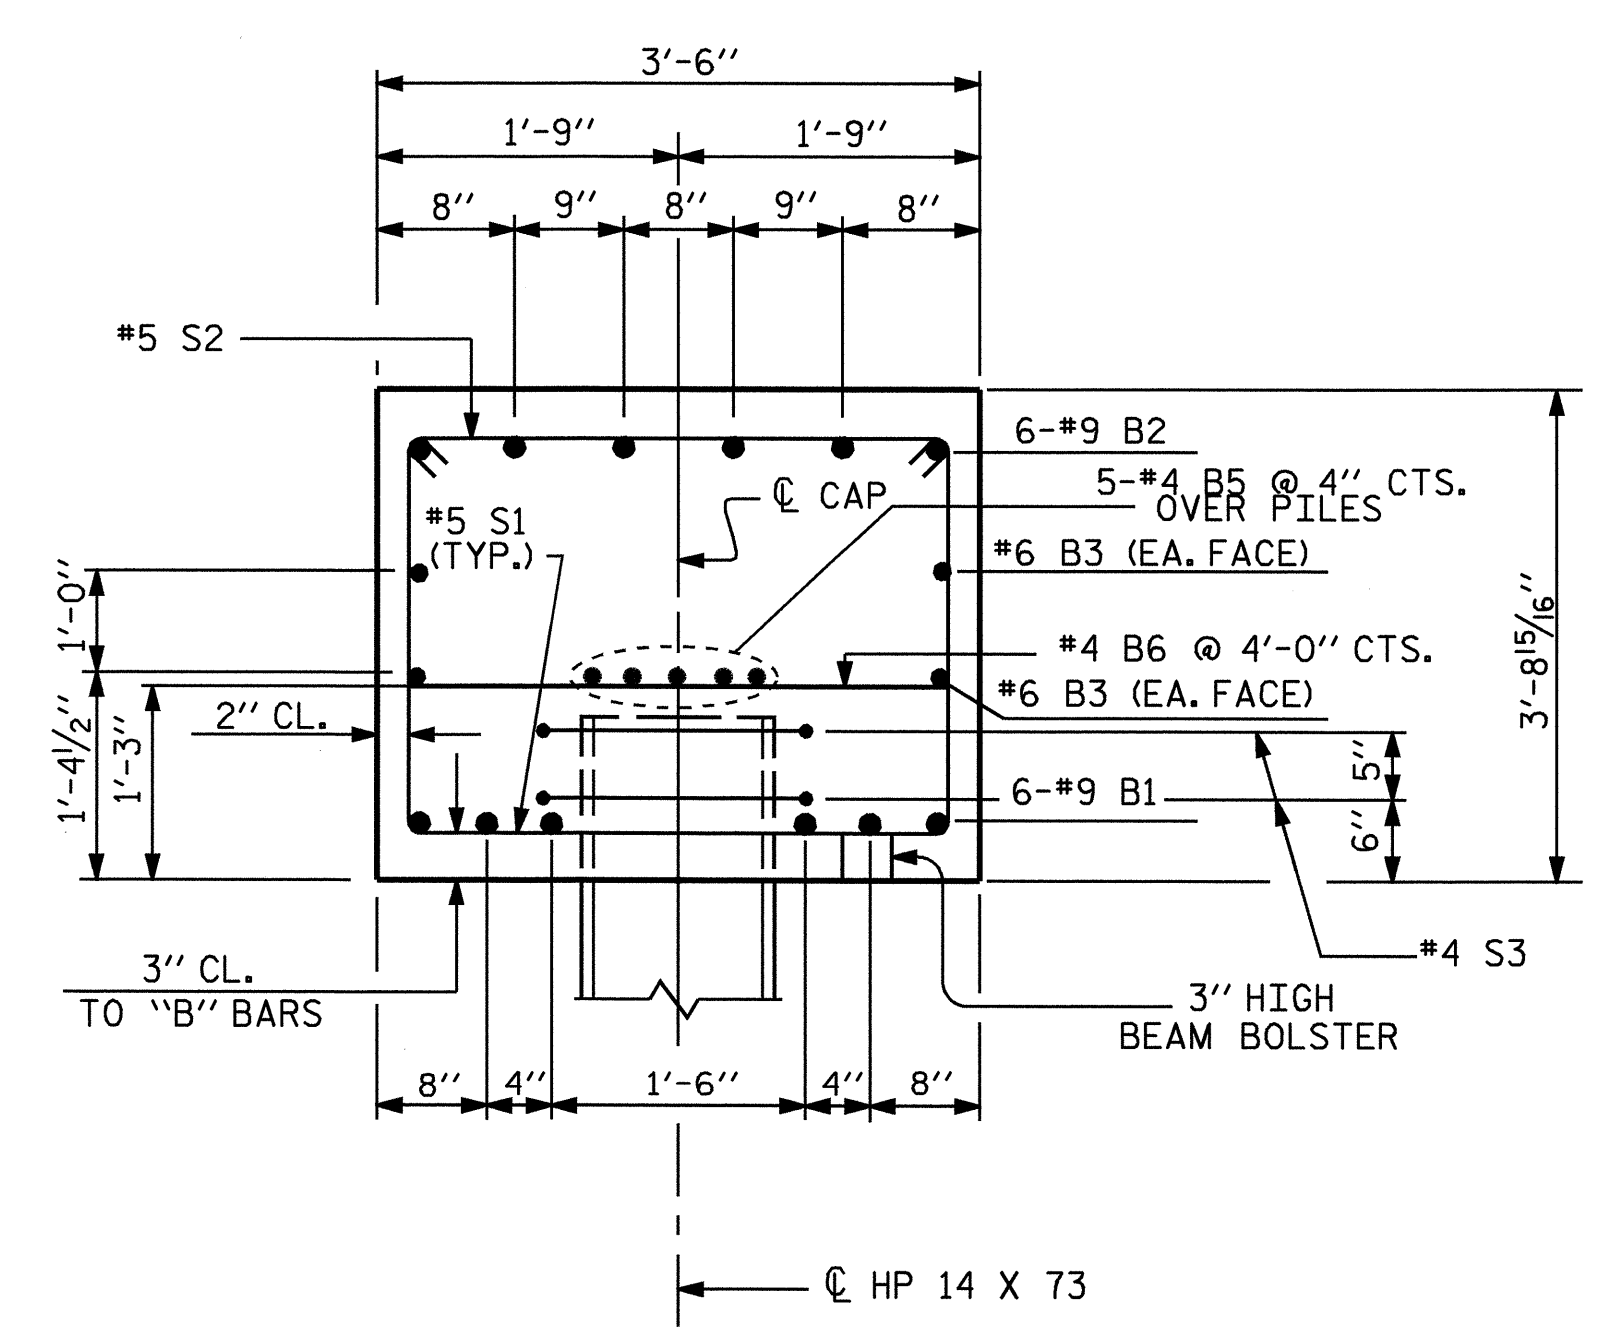 3'-6"
1'-9" 1'-9"
8" 9" 8" 9" 8"
#5 S2
6-#9 B2
5-#4 B5 @ 4" CTS.
OVER PILES
℄ CAP
#5 S1
(TYP.)
#6 B3 (EA. FACE)
1'-0"
3'-8 15/16"
#4 B6 @ 4'-0" CTS.
#6 B3 (EA. FACE)
2" CL.
1'-4 1/2"
1'-3"
5"
6-#9 B1
6"
#4 S3
3" CL.
TO "B" BARS
3" HIGH
BEAM BOLSTER
8" 4" 1'-6" 4" 8"
℄ HP 14 X 73